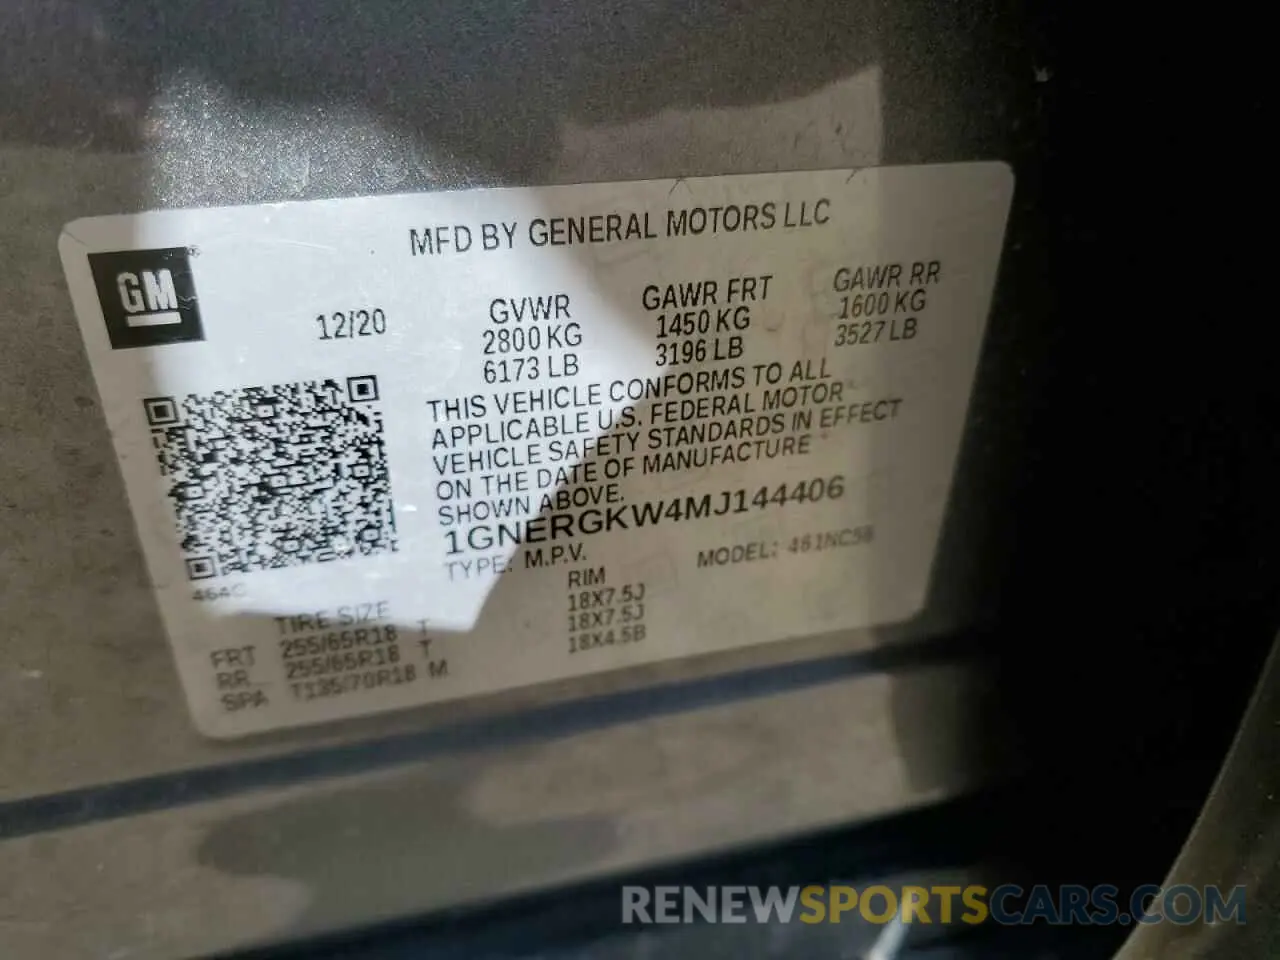 MFD BY GENERAL MOTORS LLC
GM ®
12/20
GVWR GAWR FRT GAWR RR
2800 KG 1450 KG 1600 KG
6173 LB 3196 LB 3527 LB
THIS VEHICLE CONFORMS TO ALL
APPLICABLE U.S. FEDERAL MOTOR
VEHICLE SAFETY STANDARDS IN EFFECT
ON THE DATE OF MANUFACTURE
SHOWN ABOVE.
1GNERGKW4MJ144406
TYPE: M.P.V. MODEL:
TIRE SIZE RIM
FRT 255/65R18 T 18X7.5J
RR 255/65R18 T 18X7.5J
SPA T135/70R18 M 18X4.5B
RENEWSPORTSCARS.COM